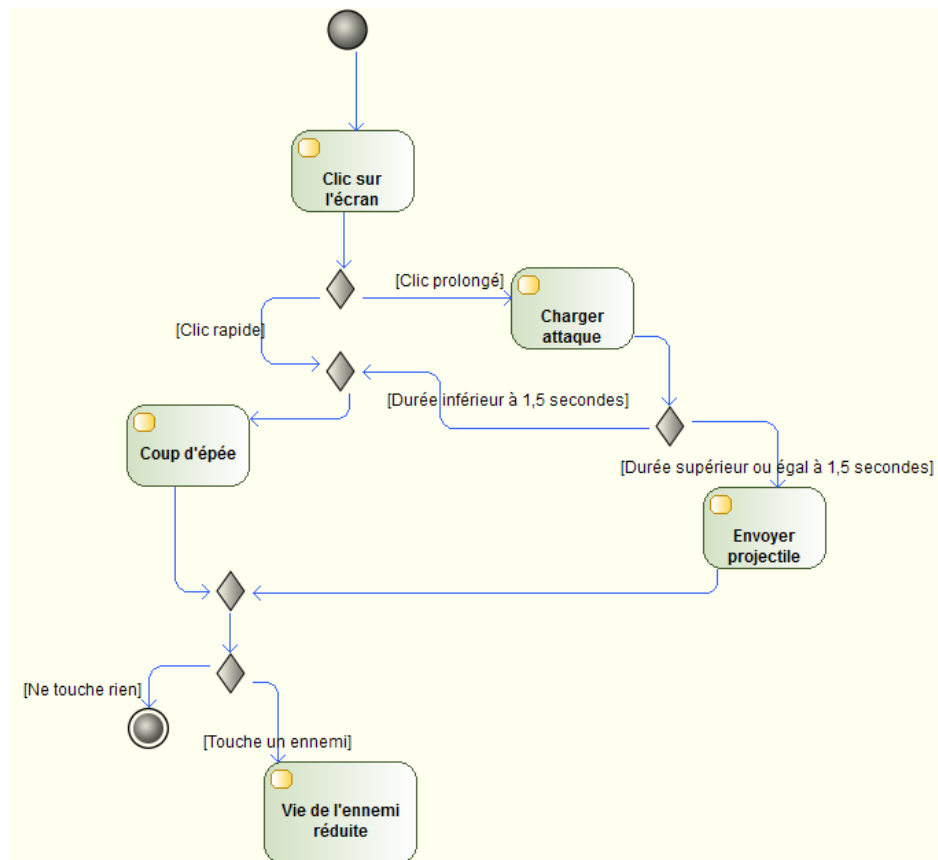 Clic sur
l'écran
[Clic prolongé]
Charger
attaque
[Clic rapide]
[Durée inférieur à 1,5 secondes]
Coup d'épée
[Durée supérieur ou égal à 1,5 secondes]
Envoyer
projectile
[Ne touche rien]
[Touche un ennemi]
Vie de l'ennemi
réduite